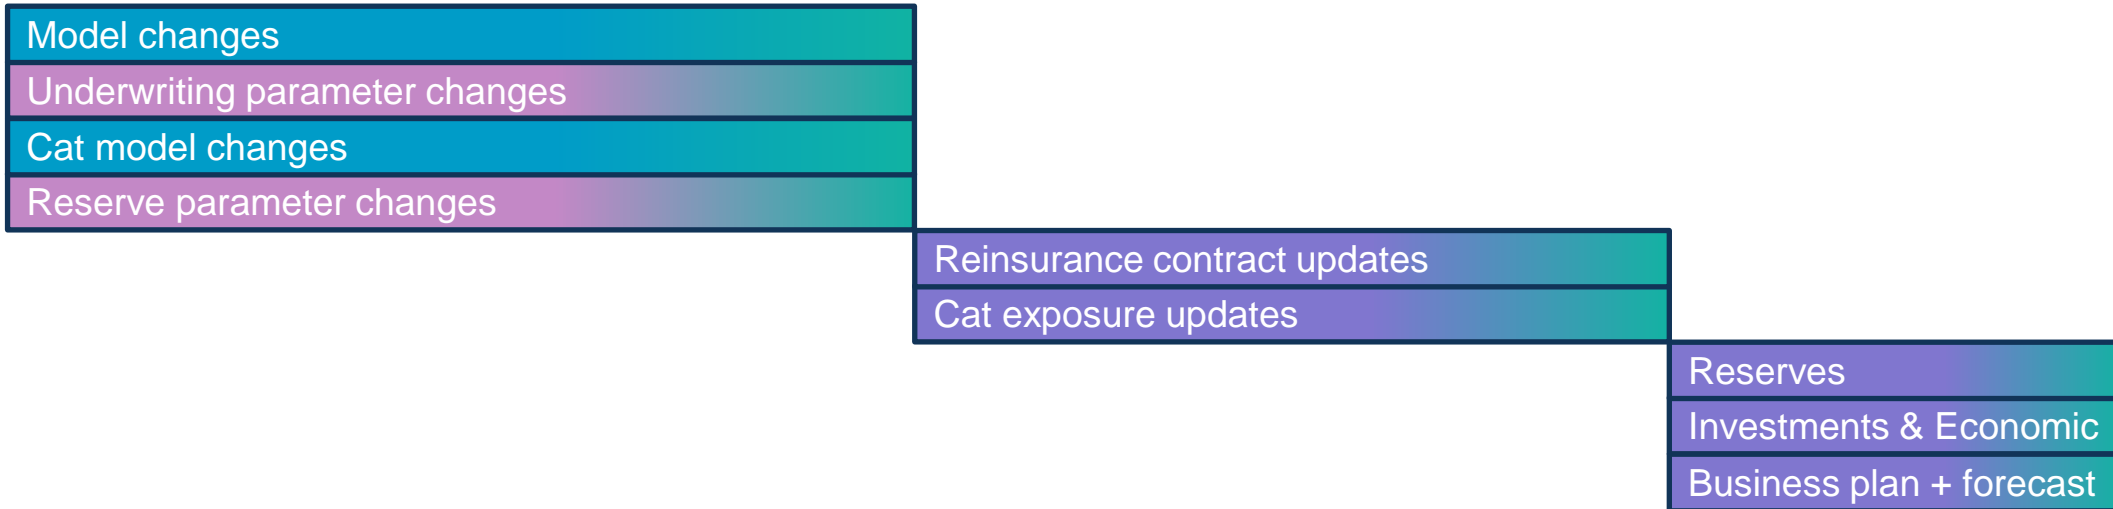 Model changes
Underwriting parameter changes
Cat model changes
Reserve parameter changes
Reinsurance contract updates
Cat exposure updates
Reserves
Investments & Economic
Business plan + forecast